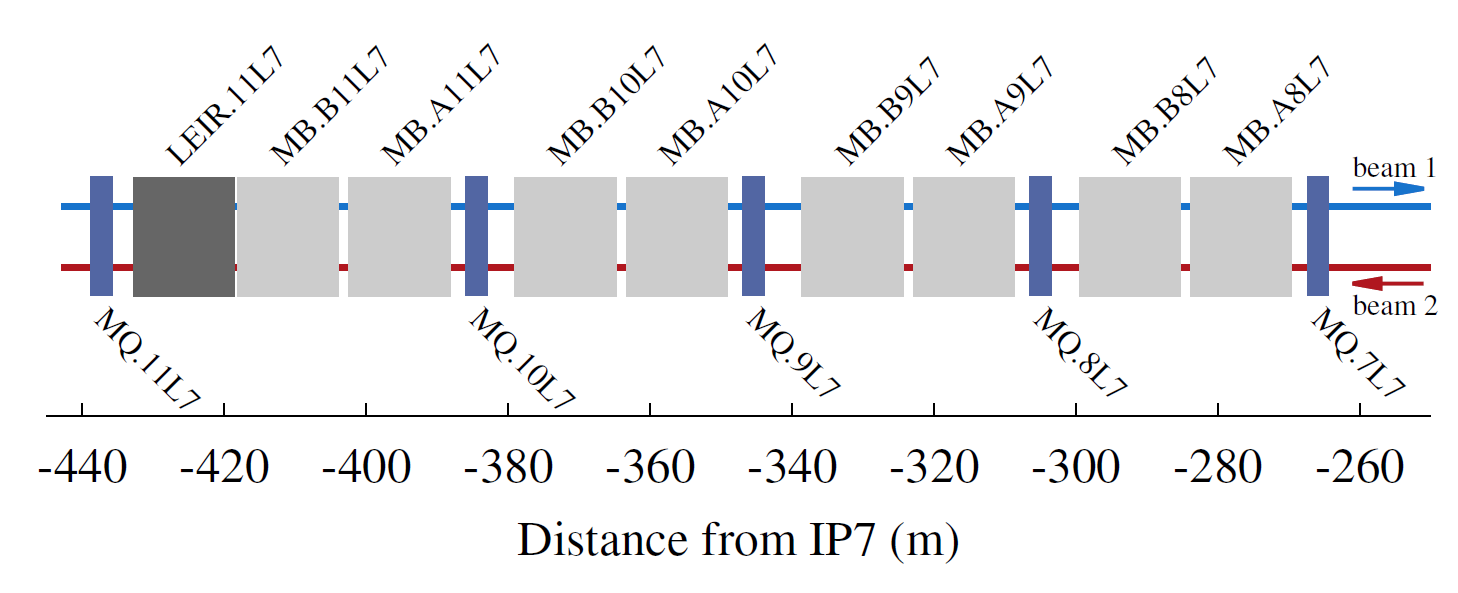 LEIR.11L7
MB.B11L7
MB.A11L7
MB.B10L7
MB.A10L7
MB.B9L7
MB.A9L7
MB.B8L7
MB.A8L7
beam 1
beam 2
MQ.11L7
MQ.10L7
MQ.9L7
MQ.8L7
MQ.7L7
-440 -420 -400 -380 -360 -340 -320 -300 -280 -260
Distance from IP7 (m)